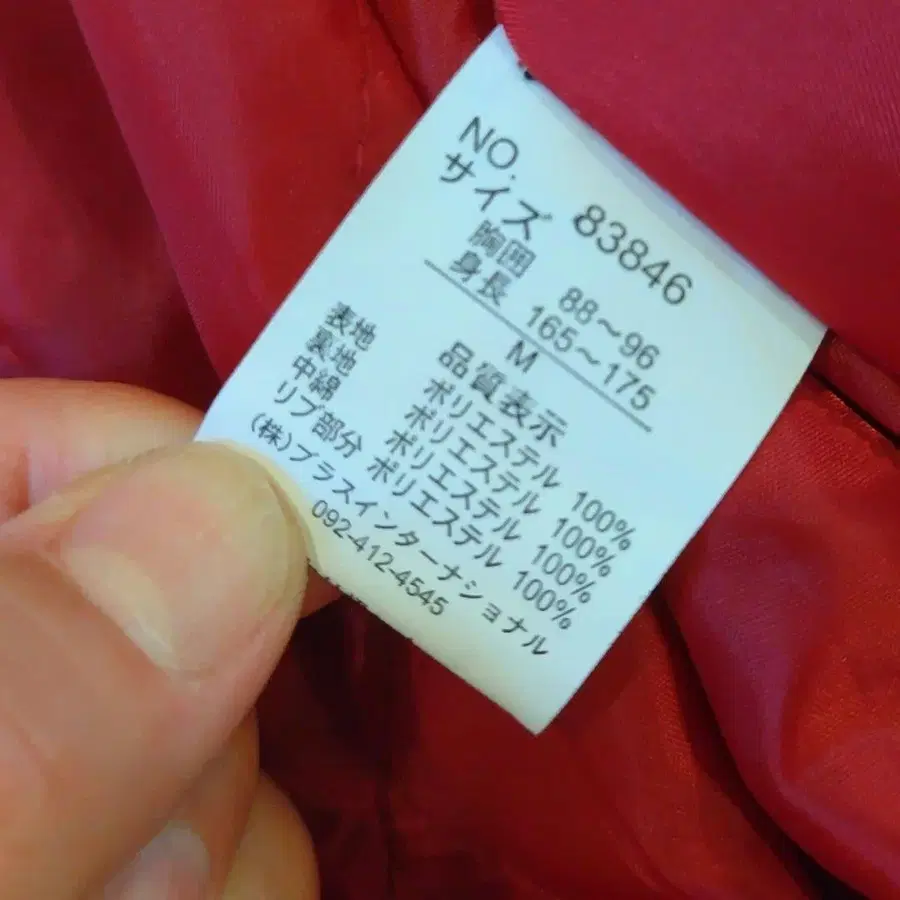 NO. 83846
サイズ
胸囲 88～96
身長 165～175
M
品質表示
表地 ポリエステル 100%
裏地 ポリエステル 100%
中綿 ポリエステル 100%
リブ部分 ポリエステル 100%
(株)プラスインターナショナル
092-412-4545